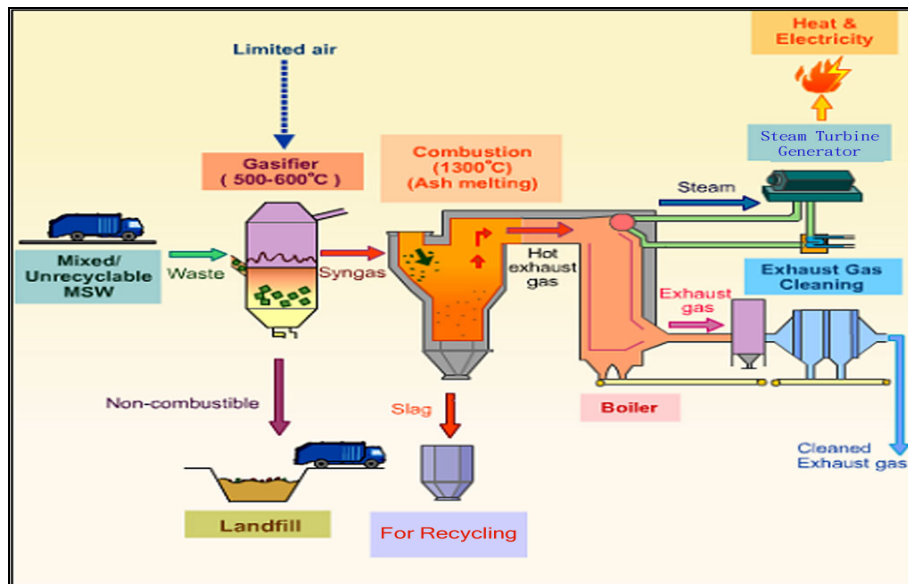 Heat &
Electricity
Limited air
Steam Turbine
Generator
Gasifier
( 500-600°C )
Combustion
(1300°C)
(Ash melting)
Steam
Mixed/
Unrecyclable
MSW
Waste
Syngas
Hot
exhaust
gas
Exhaust Gas
Cleaning
Exhaust
gas
Non-combustible
Slag
Boiler
Cleaned
Exhaust gas
Landfill
For Recycling